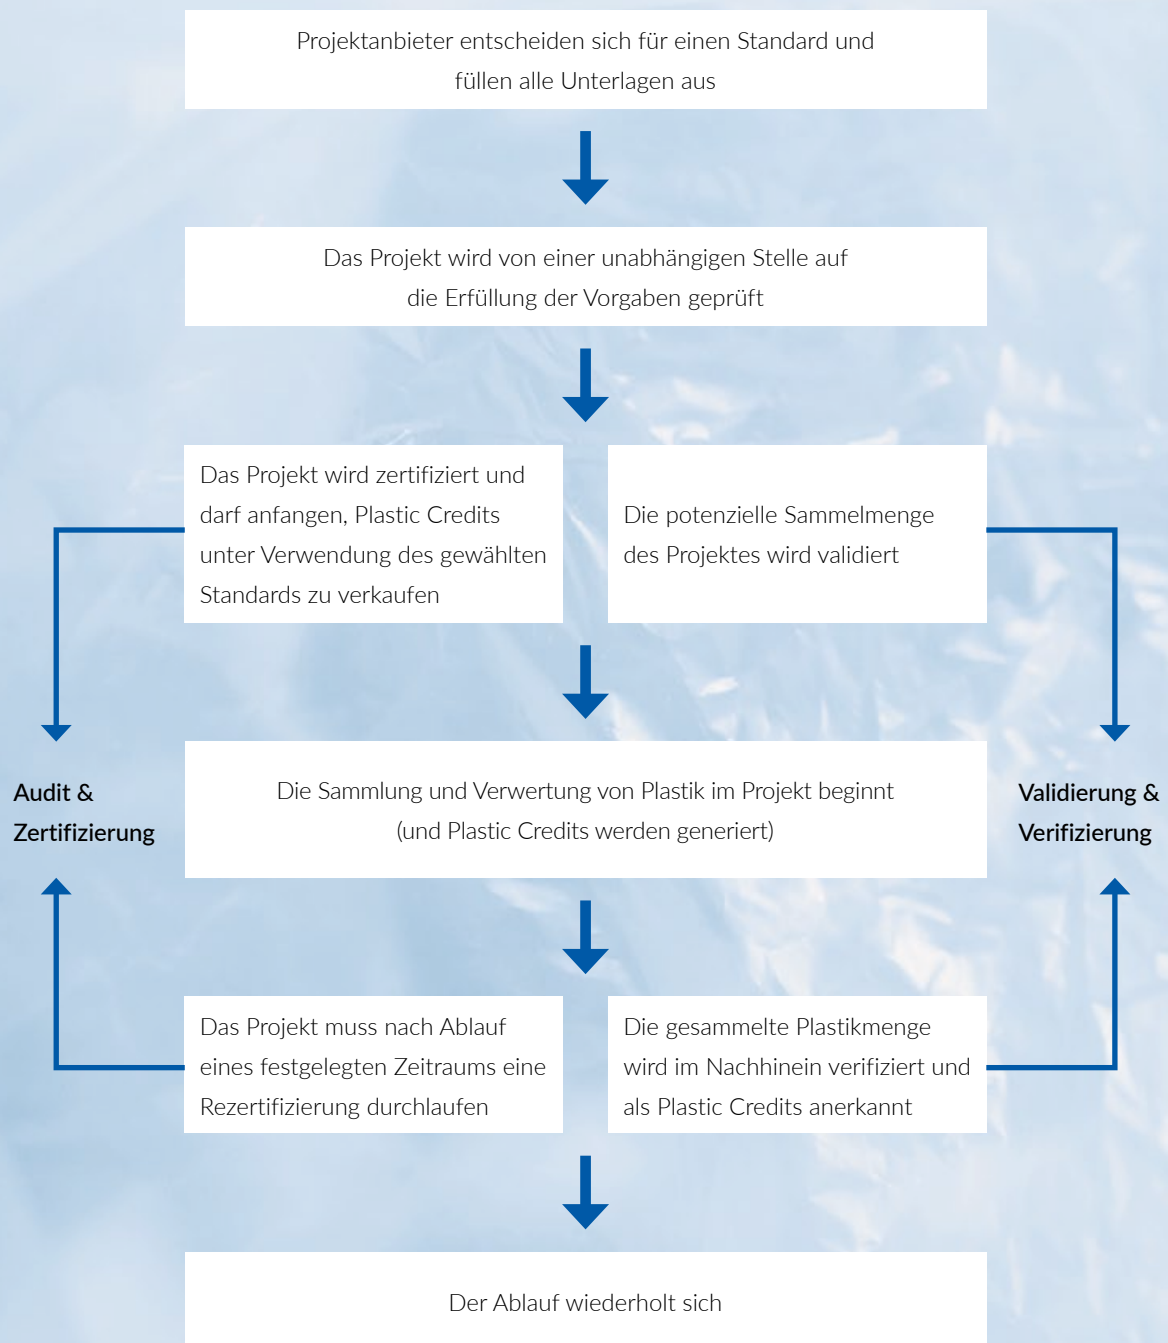 Projektanbieter entscheiden sich für einen Standard und
füllen alle Unterlagen aus
Das Projekt wird von einer unabhängigen Stelle auf
die Erfüllung der Vorgaben geprüft
Das Projekt wird zertifiziert und
darf anfangen, Plastic Credits
unter Verwendung des gewählten
Standards zu verkaufen
Die potenzielle Sammelmenge
des Projektes wird validiert
Audit &
Zertifizierung
Die Sammlung und Verwertung von Plastik im Projekt beginnt
(und Plastic Credits werden generiert)
Validierung &
Verifizierung
Das Projekt muss nach Ablauf
eines festgelegten Zeitraums eine
Rezertifizierung durchlaufen
Die gesammelte Plastikmenge
wird im Nachhinein verifiziert und
als Plastic Credits anerkannt
Der Ablauf wiederholt sich